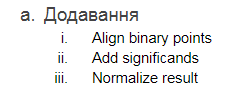 a. Додавання
i. Align binary points
ii. Add significands
iii. Normalize result